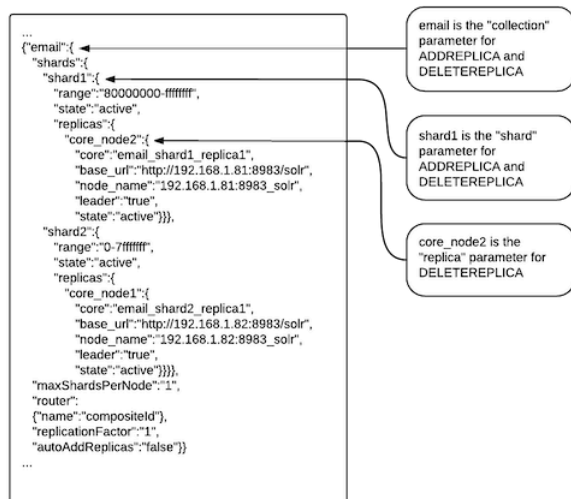 ...
{"email":{
"shards":{
"shard1":{
"range":"80000000-ffffffff",
"state":"active",
"replicas":{
"core_node2":{
"core":"email_shard1_replica1",
"base_url":"http://192.168.1.81:8983/solr",
"node_name":"192.168.1.81:8983_solr",
"leader":"true",
"state":"active"}}},
"shard2":{
"range":"0-7fffffff",
"state":"active",
"replicas":{
"core_node1":{
"core":"email_shard2_replica1",
"base_url":"http://192.168.1.82:8983/solr",
"node_name":"192.168.1.82:8983_solr",
"leader":"true",
"state":"active"}}}},
"maxShardsPerNode":"1",
"router":
{"name":"compositeId"},
"replicationFactor":"1",
"autoAddReplicas":"false"}}
...
email is the "collection"
parameter for
ADDREPLICA and
DELETEREPLICA
shard1 is the "shard"
parameter for
ADDREPLICA and
DELETEREPLICA
core_node2 is the
"replica" parameter for
DELETEREPLICA